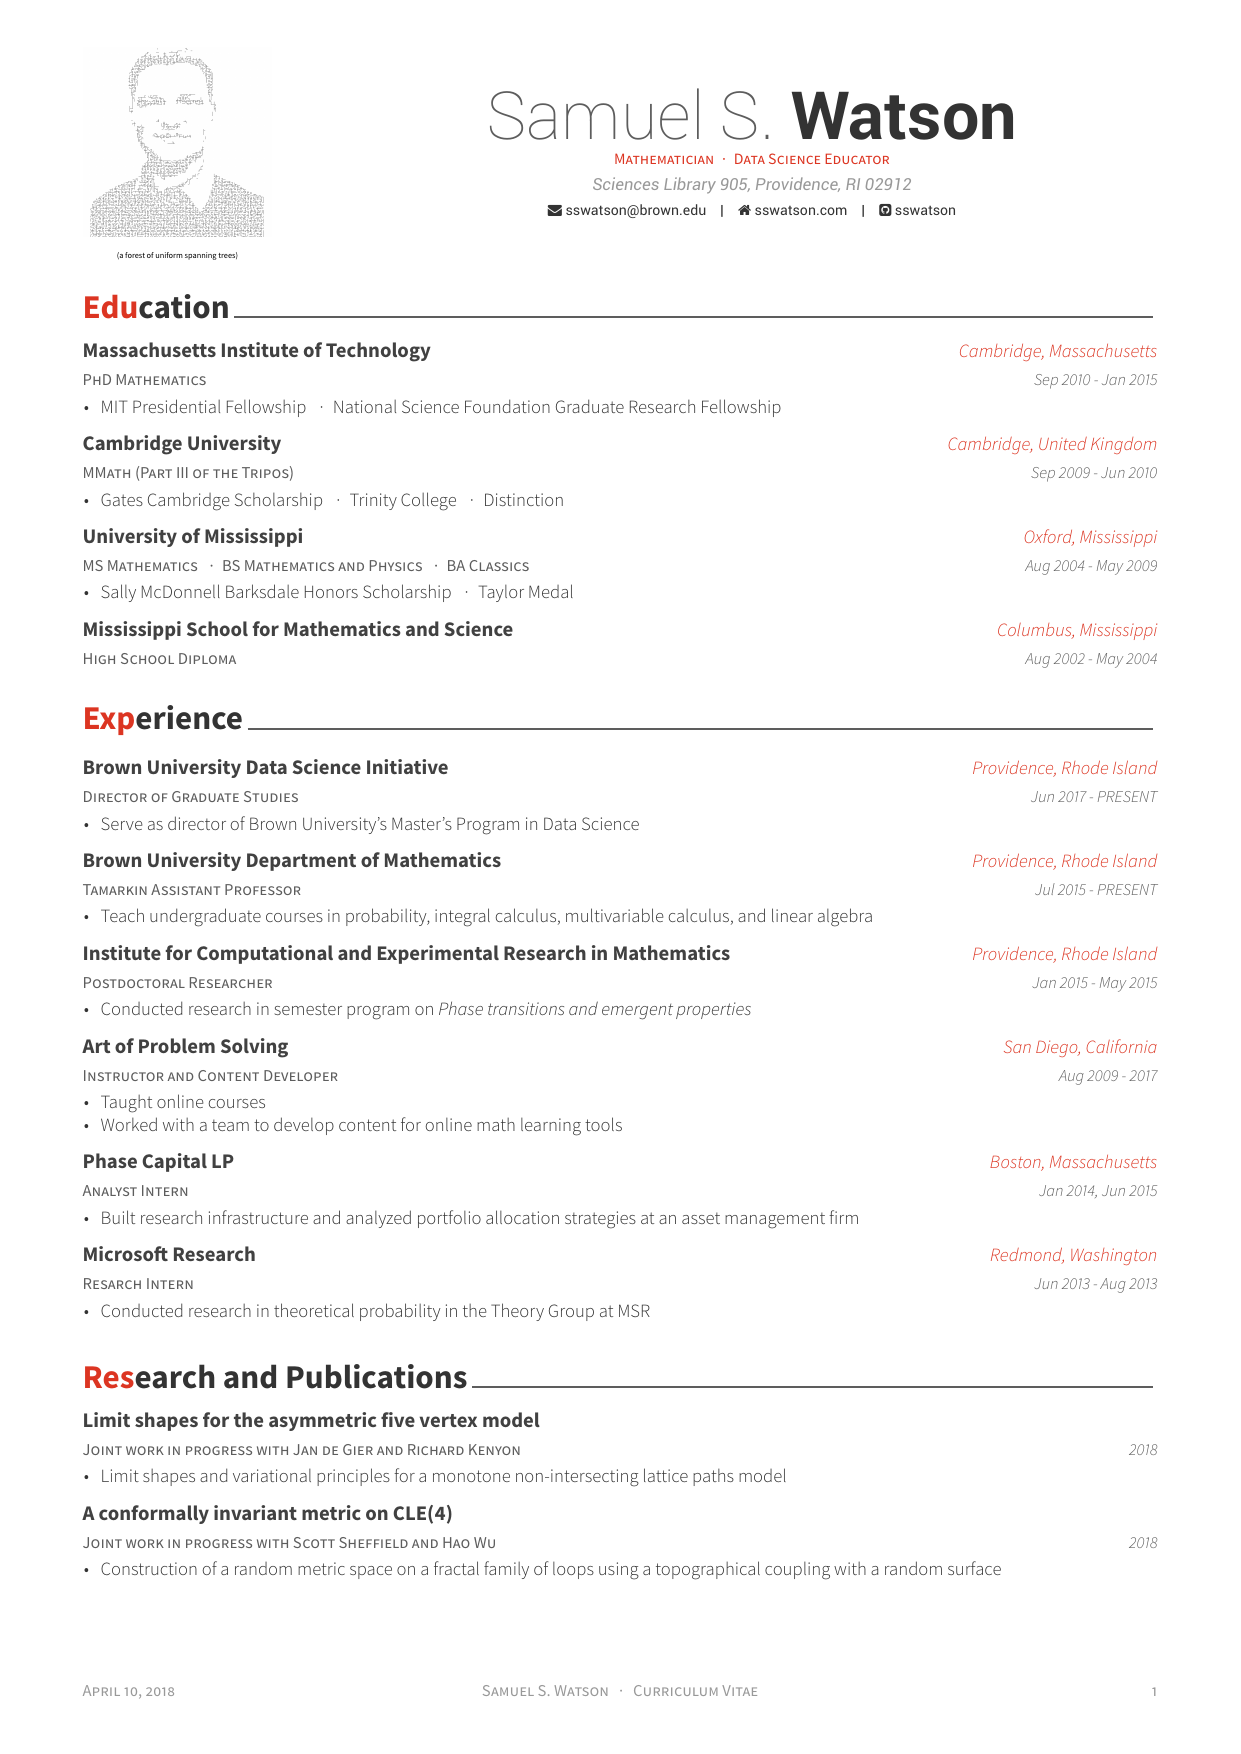 Samuel S. Watson
Mathematician · Data Science Educator
Sciences Library 905, Providence, RI 02912
sswatson@brown.edu | sswatson.com | sswatson
(a forest of uniform spanning trees)
Education
Massachusetts Institute of Technology Cambridge, Massachusetts
PhD Mathematics Sep 2010 - Jan 2015
• MIT Presidential Fellowship · National Science Foundation Graduate Research Fellowship
Cambridge University Cambridge, United Kingdom
MMath (Part III of the Tripos) Sep 2009 - Jun 2010
• Gates Cambridge Scholarship · Trinity College · Distinction
University of Mississippi Oxford, Mississippi
MS Mathematics · BS Mathematics and Physics · BA Classics Aug 2004 - May 2009
• Sally McDonnell Barksdale Honors Scholarship · Taylor Medal
Mississippi School for Mathematics and Science Columbus, Mississippi
High School Diploma Aug 2002 - May 2004
Experience
Brown University Data Science Initiative Providence, Rhode Island
Director of Graduate Studies Jun 2017 - PRESENT
• Serve as director of Brown University's Master's Program in Data Science
Brown University Department of Mathematics Providence, Rhode Island
Tamarkin Assistant Professor Jul 2015 - PRESENT
• Teach undergraduate courses in probability, integral calculus, multivariable calculus, and linear algebra
Institute for Computational and Experimental Research in Mathematics Providence, Rhode Island
Postdoctoral Researcher Jan 2015 - May 2015
• Conducted research in semester program on Phase transitions and emergent properties
Art of Problem Solving San Diego, California
Instructor and Content Developer Aug 2009 - 2017
• Taught online courses
• Worked with a team to develop content for online math learning tools
Phase Capital LP Boston, Massachusetts
Analyst Intern Jan 2014, Jun 2015
• Built research infrastructure and analyzed portfolio allocation strategies at an asset management firm
Microsoft Research Redmond, Washington
Resarch Intern Jun 2013 - Aug 2013
• Conducted research in theoretical probability in the Theory Group at MSR
Research and Publications
Limit shapes for the asymmetric five vertex model
Joint work in progress with Jan de Gier and Richard Kenyon 2018
• Limit shapes and variational principles for a monotone non-intersecting lattice paths model
A conformally invariant metric on CLE(4)
Joint work in progress with Scott Sheffield and Hao Wu 2018
• Construction of a random metric space on a fractal family of loops using a topographical coupling with a random surface
April 10, 2018 Samuel S. Watson · Curriculum Vitae 1